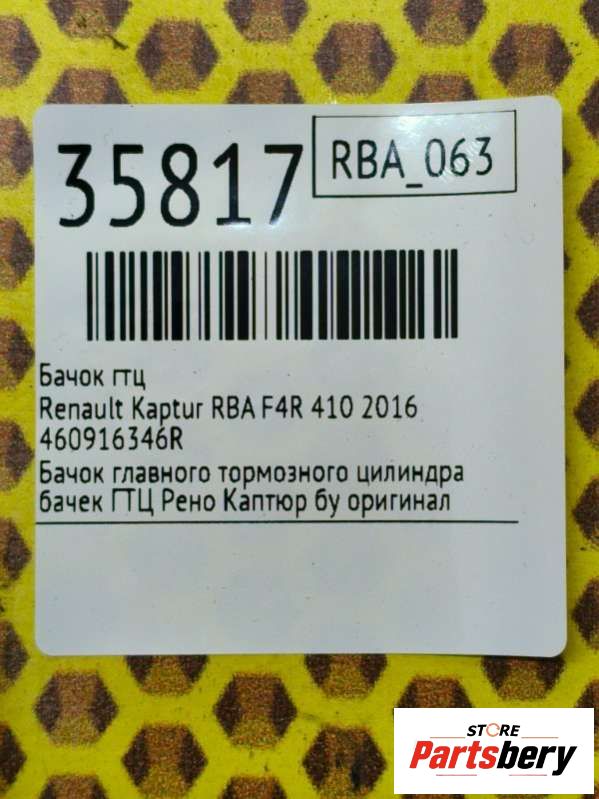 35817
RBA_063
Бачок гтц
Renault Kaptur RBA F4R 410 2016
460916346R
Бачок главного тормозного цилиндра
бачек ГТЦ Рено Каптюр бу оригинал
STORE
Partsbery